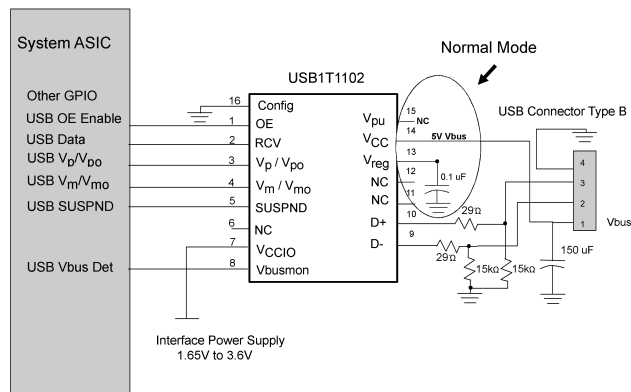 System ASIC
Normal Mode
USB1T1102
USB Connector Type B
Other GPIO
USB OE Enable
USB Data
USB Vp/Vpo
USB Vm/Vmo
USB SUSPND
USB Vbus Det
16 Config
1 OE
2 RCV
3 Vp / Vpo
4 Vm / Vmo
5 SUSPND
6 NC
7 VCCIO
8 Vbusmon
Vpu 15 NC
VCC 14 5V Vbus
Vreg 13
NC 12
NC 11
D+ 10
D- 9
0.1 uF
29Ω
29Ω
15kΩ
15kΩ
4
3
2
1
Vbus
150 uF
Interface Power Supply
1.65V to 3.6V